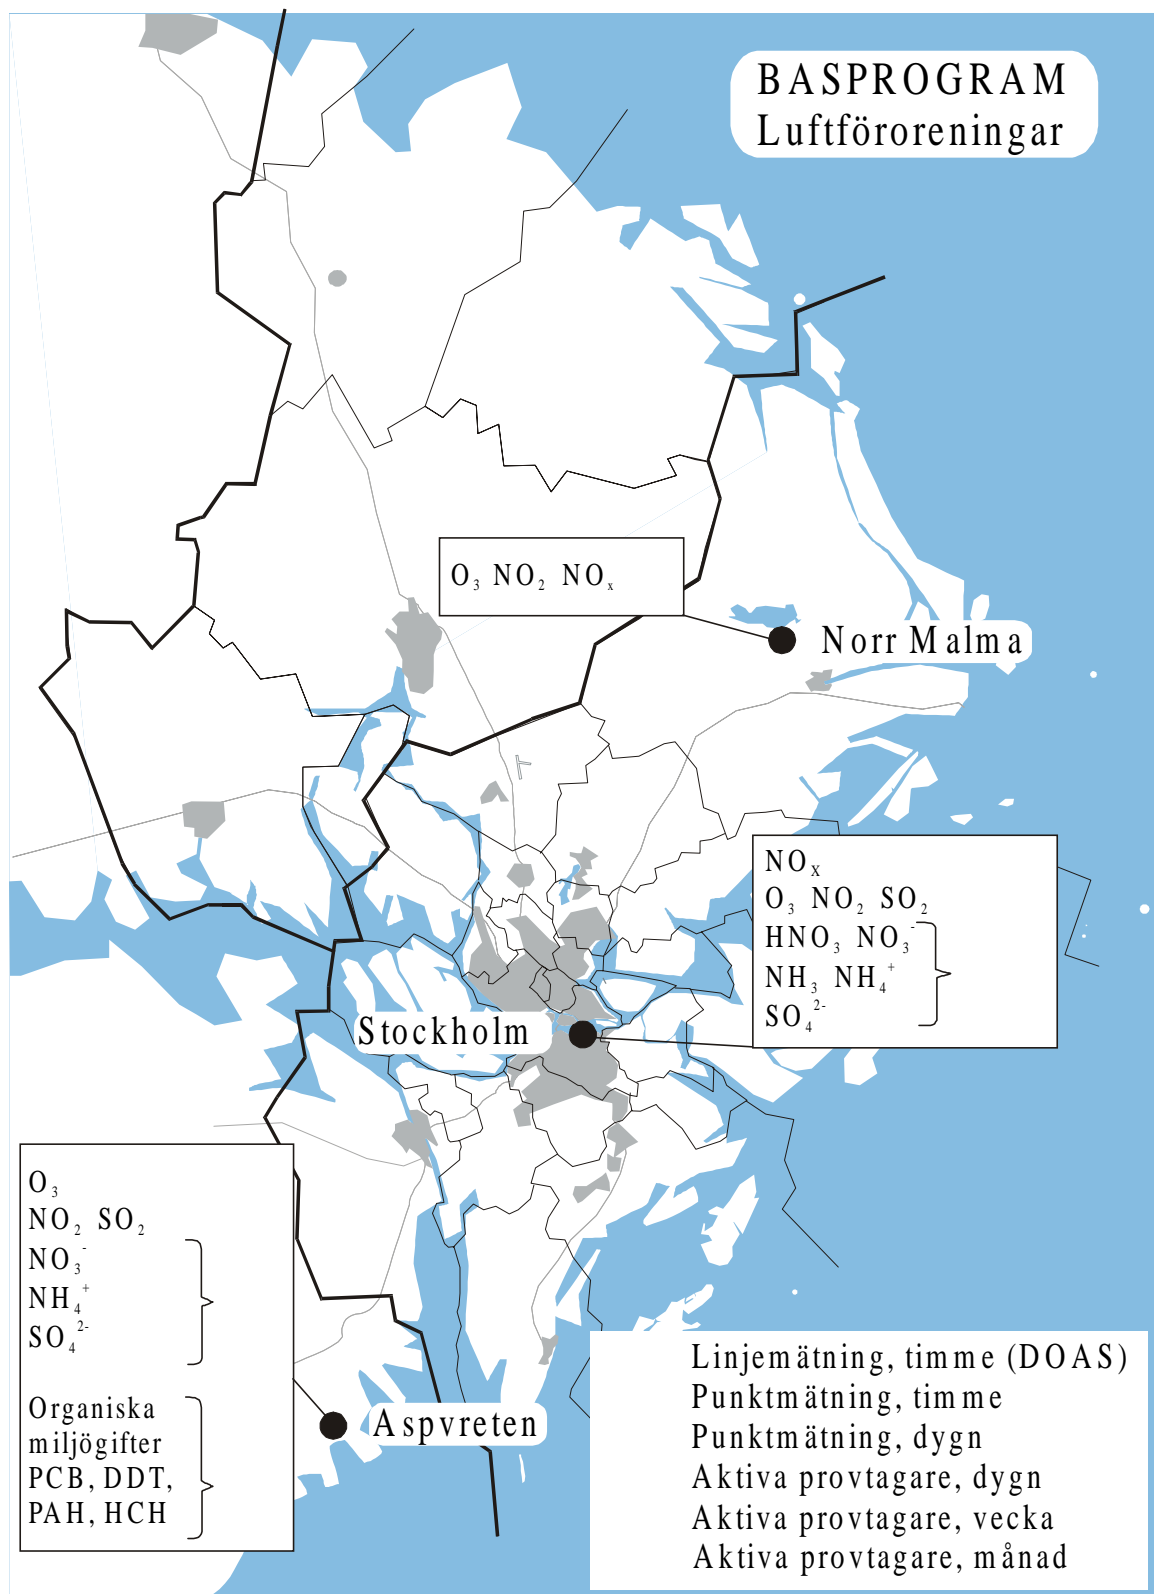 BASPROGRAM
Luftföroreningar
O₃ NO₂ NOₓ
Norr Malma
NOₓ
O₃ NO₂ SO₂
HNO₃ NO₃⁻
NH₃ NH₄⁺
SO₄²⁻
Stockholm
O₃
NO₂ SO₂
NO₃⁻
NH₄⁺
SO₄²⁻
Organiska
miljögifter
PCB, DDT,
PAH, HCH
Aspvreten
Linjemätning, timme (DOAS)
Punktmätning, timme
Punktmätning, dygn
Aktiva provtagare, dygn
Aktiva provtagare, vecka
Aktiva provtagare, månad